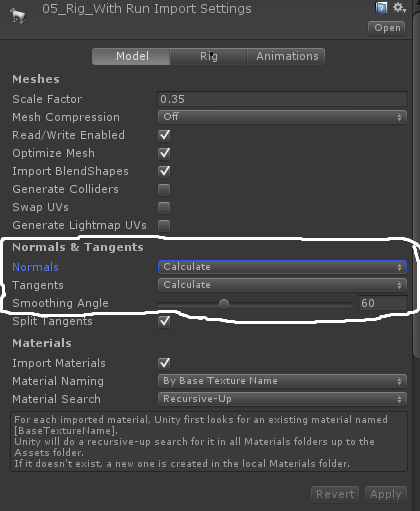 05_Rig_With Run Import Settings
Open
Model Rig Animations
Meshes
Scale Factor 0.35
Mesh Compression Off
Read/Write Enabled
Optimize Mesh
Import BlendShapes
Generate Colliders
Swap UVs
Generate Lightmap UVs
Normals & Tangents
Normals Calculate
Tangents Calculate
Smoothing Angle 60
Split Tangents
Materials
Import Materials
Material Naming By Base Texture Name
Material Search Recursive-Up
For each imported material, Unity first looks for an existing material named
[BaseTextureName].
Unity will do a recursive-up search for it in all Materials folders up to the
Assets folder.
If it doesn't exist, a new one is created in the local Materials folder.
Revert Apply